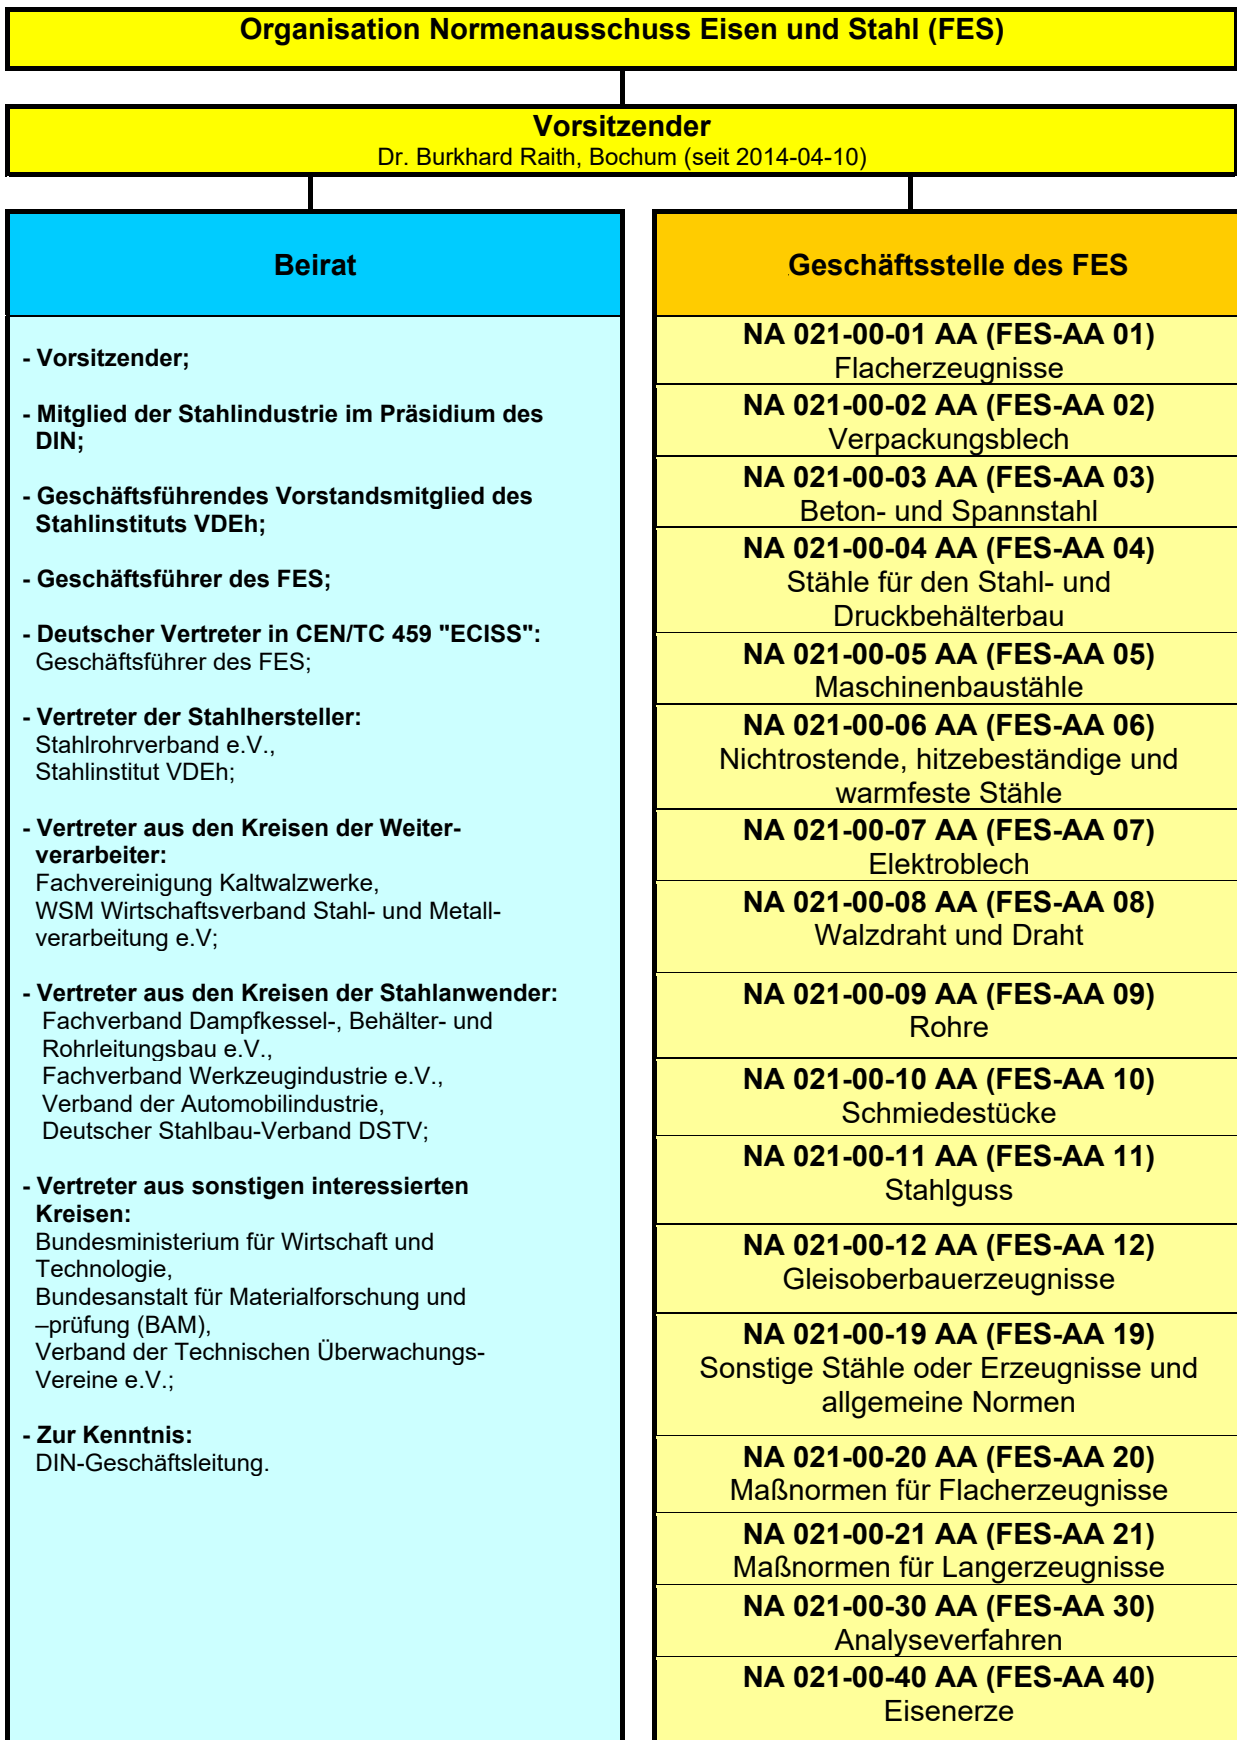 Organisation Normenausschuss Eisen und Stahl (FES)
Vorsitzender
Dr. Burkhard Raith, Bochum (seit 2014-04-10)
Beirat
- Vorsitzender;
- Mitglied der Stahlindustrie im Präsidium des
DIN;
- Geschäftsführendes Vorstandsmitglied des
Stahlinstituts VDEh;
- Geschäftsführer des FES;
- Deutscher Vertreter in CEN/TC 459 "ECISS":
Geschäftsführer des FES;
- Vertreter der Stahlhersteller:
Stahlrohrverband e.V.,
Stahlinstitut VDEh;
- Vertreter aus den Kreisen der Weiter-
verarbeiter:
Fachvereinigung Kaltwalzwerke,
WSM Wirtschaftsverband Stahl- und Metall-
verarbeitung e.V;
- Vertreter aus den Kreisen der Stahlanwender:
Fachverband Dampfkessel-, Behälter- und
Rohrleitungsbau e.V.,
Fachverband Werkzeugindustrie e.V.,
Verband der Automobilindustrie,
Deutscher Stahlbau-Verband DSTV;
- Vertreter aus sonstigen interessierten
Kreisen:
Bundesministerium für Wirtschaft und
Technologie,
Bundesanstalt für Materialforschung und
–prüfung (BAM),
Verband der Technischen Überwachungs-
Vereine e.V.;
- Zur Kenntnis:
DIN-Geschäftsleitung.
Geschäftsstelle des FES
NA 021-00-01 AA (FES-AA 01)
Flacherzeugnisse
NA 021-00-02 AA (FES-AA 02)
Verpackungsblech
NA 021-00-03 AA (FES-AA 03)
Beton- und Spannstahl
NA 021-00-04 AA (FES-AA 04)
Stähle für den Stahl- und
Druckbehälterbau
NA 021-00-05 AA (FES-AA 05)
Maschinenbaustähle
NA 021-00-06 AA (FES-AA 06)
Nichtrostende, hitzebeständige und
warmfeste Stähle
NA 021-00-07 AA (FES-AA 07)
Elektroblech
NA 021-00-08 AA (FES-AA 08)
Walzdraht und Draht
NA 021-00-09 AA (FES-AA 09)
Rohre
NA 021-00-10 AA (FES-AA 10)
Schmiedestücke
NA 021-00-11 AA (FES-AA 11)
Stahlguss
NA 021-00-12 AA (FES-AA 12)
Gleisoberbauerzeugnisse
NA 021-00-19 AA (FES-AA 19)
Sonstige Stähle oder Erzeugnisse und
allgemeine Normen
NA 021-00-20 AA (FES-AA 20)
Maßnormen für Flacherzeugnisse
NA 021-00-21 AA (FES-AA 21)
Maßnormen für Langerzeugnisse
NA 021-00-30 AA (FES-AA 30)
Analyseverfahren
NA 021-00-40 AA (FES-AA 40)
Eisenerze